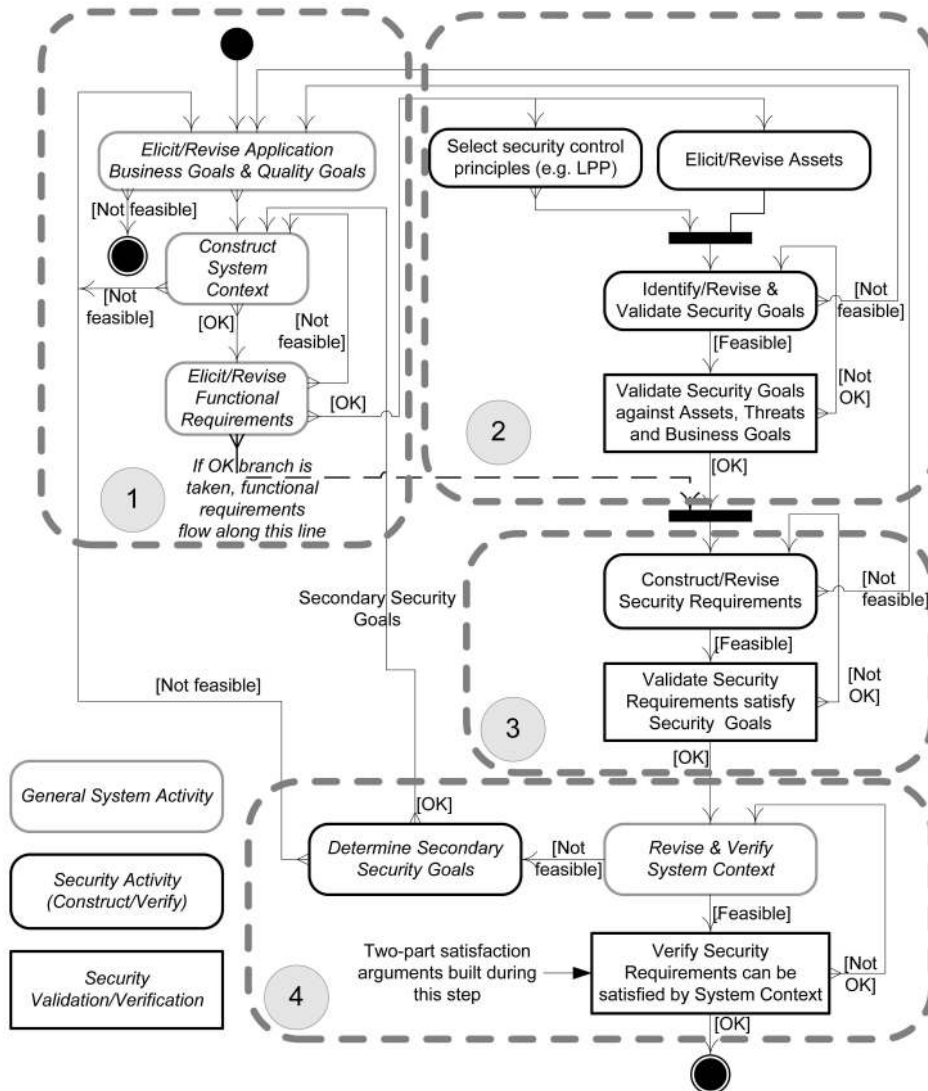 Elicit/Revise Application
Business Goals & Quality Goals
[Not feasible]
Construct
System
Context
[Not
feasible]
[OK]
[Not
feasible]
Elicit/Revise
Functional
Requirements
[OK]
If OK branch is
taken, functional
requirements
flow along this line
1
Select security control
principles (e.g. LPP)
Elicit/Revise Assets
Identify/Revise &
Validate Security Goals
[Not
feasible]
[Feasible]
Validate Security Goals
against Assets, Threats
and Business Goals
[Not
OK]
[OK]
2
Construct/Revise
Security Requirements
[Not
feasible]
[Feasible]
Validate Security
Requirements satisfy
Security Goals
[Not
OK]
[OK]
3
Secondary Security
Goals
[Not feasible]
[OK]
Determine Secondary
Security Goals
[Not
feasible]
Revise & Verify
System Context
[Feasible]
Two-part satisfaction
arguments built during
this step
Verify Security
Requirements can be
satisfied by System Context
[Not
OK]
[OK]
4
General System Activity
Security Activity
(Construct/Verify)
Security
Validation/Verification